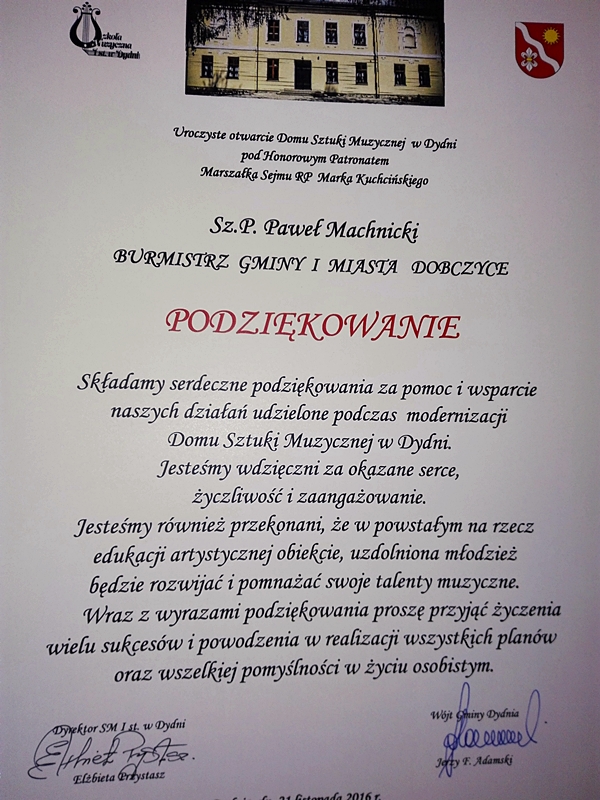 Szkoła
Muzyczna
I st. w Dydni
Uroczyste otwarcie Domu Sztuki Muzycznej w Dydni
pod Honorowym Patronatem
Marszałka Sejmu RP Marka Kuchcińskiego
Sz.P. Paweł Machnicki
BURMISTRZ GMINY I MIASTA DOBCZYCE
PODZIĘKOWANIE
Składamy serdeczne podziękowania za pomoc i wsparcie
naszych działań udzielone podczas modernizacji
Domu Sztuki Muzycznej w Dydni.
Jesteśmy wdzięczni za okazane serce,
życzliwość i zaangażowanie.
Jesteśmy również przekonani, że w powstałym na rzecz
edukacji artystycznej obiekcie, uzdolniona młodzież
będzie rozwijać i pomnażać swoje talenty muzyczne.
Wraz z wyrazami podziękowania proszę przyjąć życzenia
wielu sukcesów i powodzenia w realizacji wszystkich planów
oraz wszelkiej pomyślności w życiu osobistym.
Dyrektor SM I st. w Dydni
Elżbieta Przystasz
Elżbieta Przystasz
Wójt Gminy Dydnia
Jerzy F. Adamski
21 listopada 2016 r.